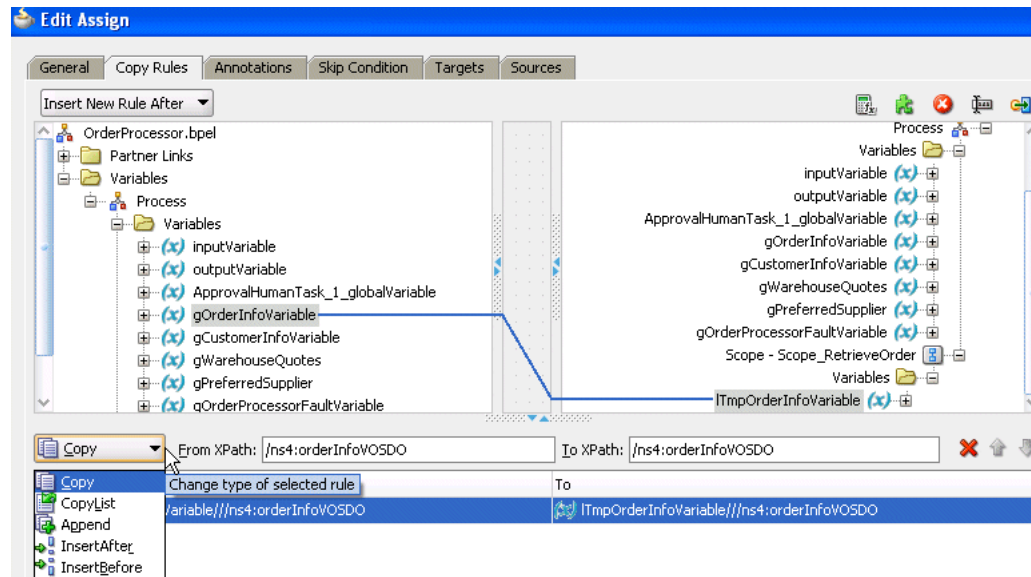 Edit Assign
General Copy Rules Annotations Skip Condition Targets Sources
Insert New Rule After
OrderProcessor.bpel
Partner Links
Variables
Process
Variables
inputVariable
outputVariable
ApprovalHumanTask_1_globalVariable
gOrderInfoVariable
gCustomerInfoVariable
gWarehouseQuotes
gPreferredSupplier
gOrderProcessorFaultVariable
Process
Variables
inputVariable
outputVariable
ApprovalHumanTask_1_globalVariable
gOrderInfoVariable
gCustomerInfoVariable
gWarehouseQuotes
gPreferredSupplier
gOrderProcessorFaultVariable
Scope - Scope_RetrieveOrder
Variables
lTmpOrderInfoVariable
Copy From XPath: /ns4:orderInfoVOSDO To XPath: /ns4:orderInfoVOSDO
Copy Change type of selected rule To
CopyList ariable///ns4:orderInfoVOSDO lTmpOrderInfoVariable///ns4:orderInfoVOSDO
Append
InsertAfter
InsertBefore